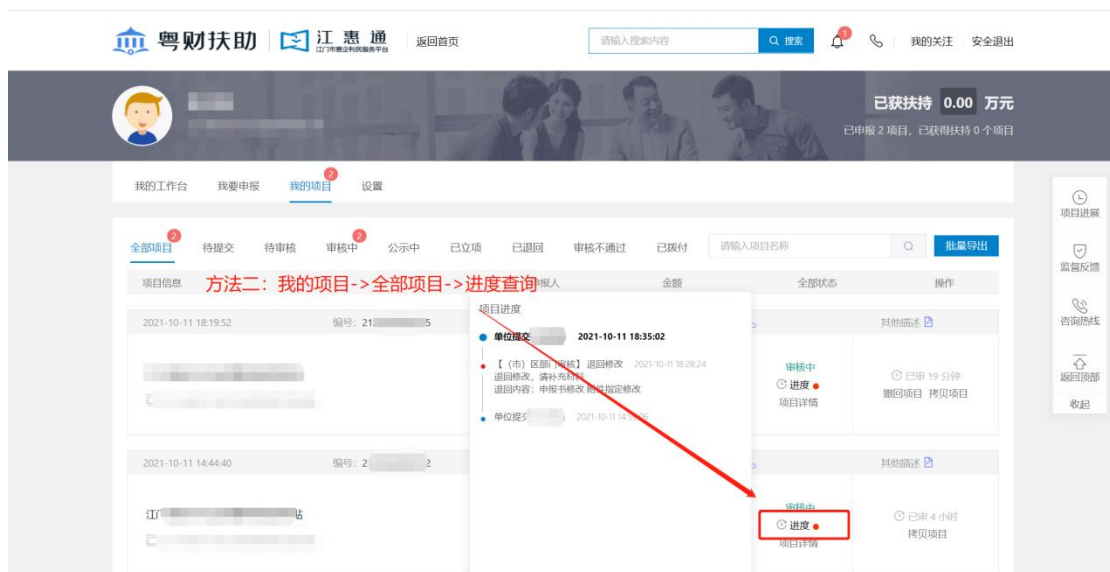 粤财扶助 江惠通 返回首页 请输入搜索内容 搜索 1 我的关注 安全退出
江门市惠企利民服务平台
已获扶持 0.00 万元
已申报 2 项目，已获得扶持 0 个项目
我的工作台 我要申报 我的项目 2 设置
项目进展
全部项目 2 待提交 待审核 审核中 2 公示中 已立项 已退回 审核不通过 已拨付 请输入项目名称 批量导出
监督反馈
项目信息 方法二：我的项目->全部项目->进度查询 申报人 金额 全部状态 操作
咨询热线
返回顶部
收起
2021-10-11 18:19:52 编号：21 5 其他描述
项目进度
单位提交 2021-10-11 18:35:02
【（市）区部门审核】退回修改 2021-10-11 18:28:24
退回修改，请补充材料
退回内容：申报书修改 附件指定修改
单位提交 2021-10-11 14:
审核中
进度
项目详情
已审 19 分钟
撤回项目 拷贝项目
2021-10-11 14:44:40 编号：2 2 其他描述
江 站
审核中
进度
项目详情
已审 4 小时
拷贝项目